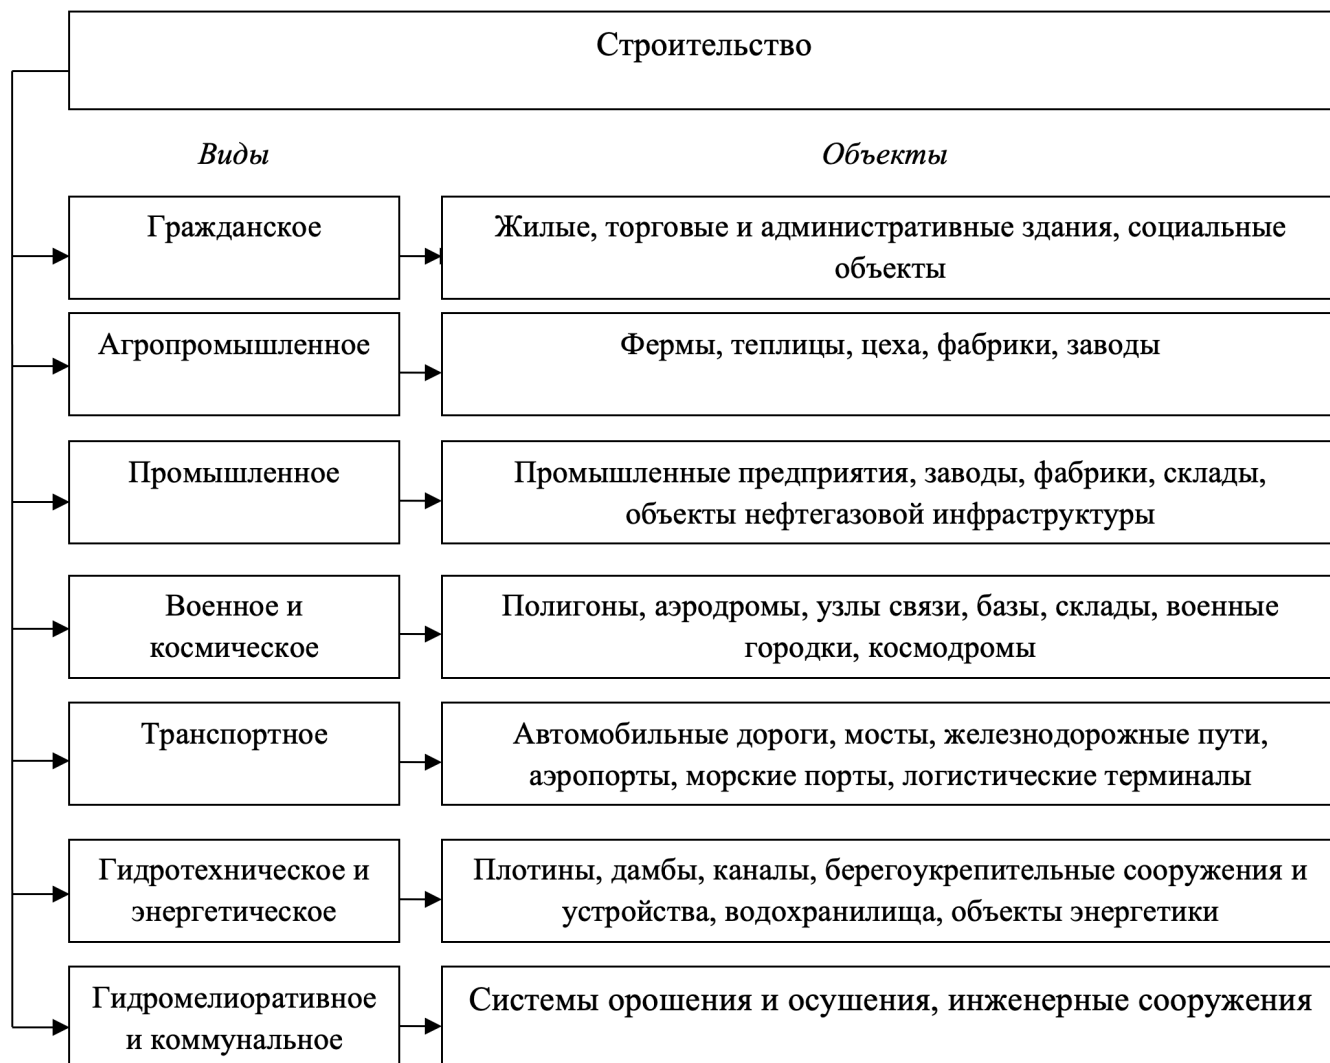 Строительство
Виды
Объекты
Гражданское
Жилые, торговые и административные здания, социальные
объекты
Агропромышленное
Фермы, теплицы, цеха, фабрики, заводы
Промышленное
Промышленные предприятия, заводы, фабрики, склады,
объекты нефтегазовой инфраструктуры
Военное и
космическое
Полигоны, аэродромы, узлы связи, базы, склады, военные
городки, космодромы
Транспортное
Автомобильные дороги, мосты, железнодорожные пути,
аэропорты, морские порты, логистические терминалы
Гидротехническое и
энергетическое
Плотины, дамбы, каналы, берегоукрепительные сооружения и
устройства, водохранилища, объекты энергетики
Гидромелиоративное
и коммунальное
Системы орошения и осушения, инженерные сооружения